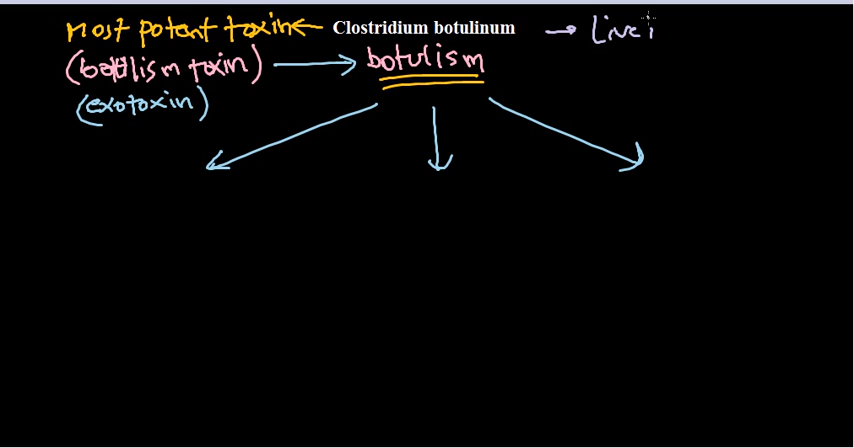 Most potent toxin ← Clostridium botulinum → Live i
(botulism toxin) → botulism
(exotoxin)